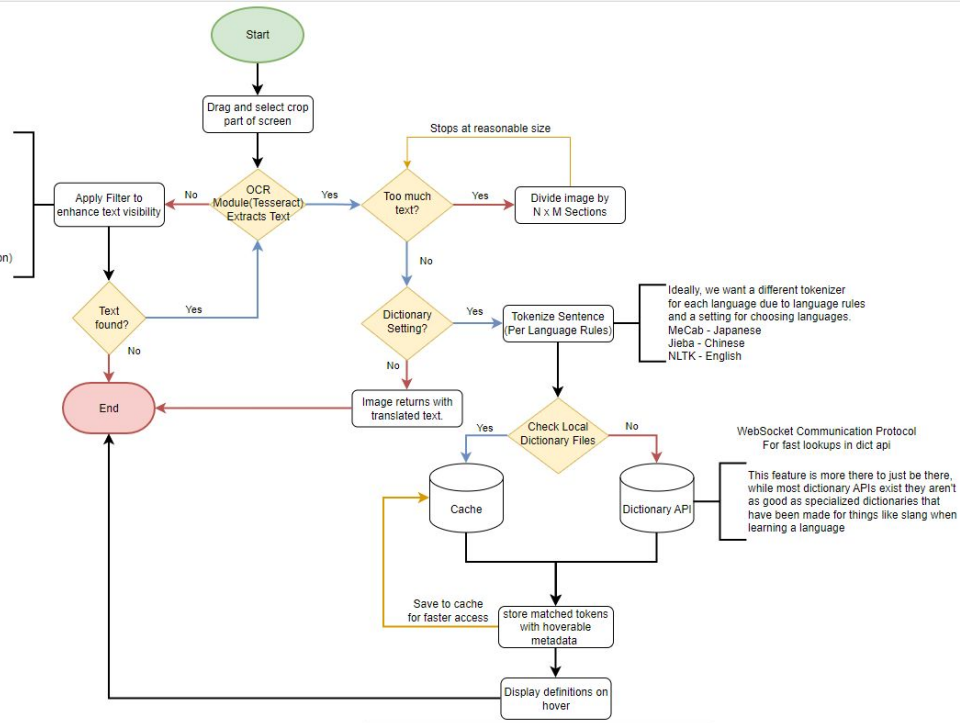 Start
Drag and select crop
part of screen
Stops at reasonable size
OCR
Module(Tesseract)
Extracts Text
No
Yes
Too much
text?
Yes
Divide image by
N x M Sections
Apply Filter to
enhance text visibility
on)
No
Text
found?
Yes
No
Dictionary
Setting?
Yes
Tokenize Sentence
(Per Language Rules)
Ideally, we want a different tokenizer
for each language due to language rules
and a setting for choosing languages.
MeCab - Japanese
Jieba - Chinese
NLTK - English
No
End
Image returns with
translated text.
Yes
Check Local
Dictionary Files
No
WebSocket Communication Protocol
For fast lookups in dict api
Cache
Dictionary API
This feature is more there to just be there,
while most dictionary APIs exist they aren't
as good as specialized dictionaries that
have been made for things like slang when
learning a language
Save to cache
for faster access
store matched tokens
with hoverable
metadata
Display definitions on
hover